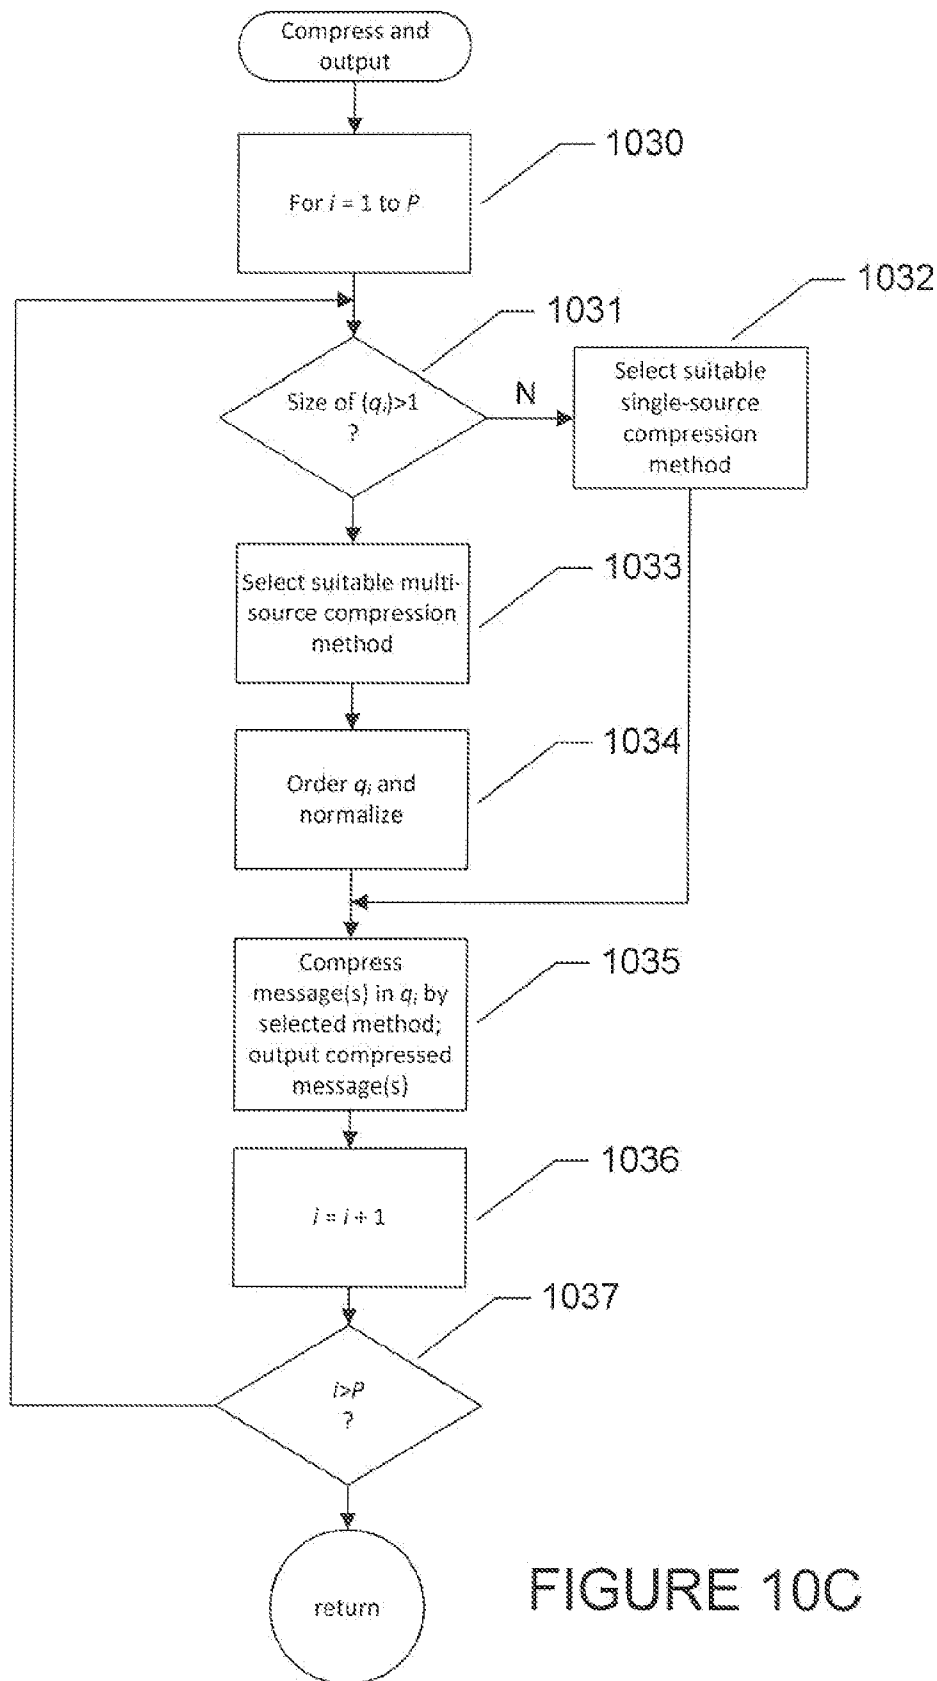 Compress and
output
1030
For i = 1 to P
1032
1031
Size of (qi)>1
?
N
Select suitable
single-source
compression
method
1033
Select suitable multi-
source compression
method
1034
Order qi and
normalize
1035
Compress
message(s) in qi by
selected method;
output compressed
message(s)
1036
i = i + 1
1037
i>P
?
return
FIGURE 10C